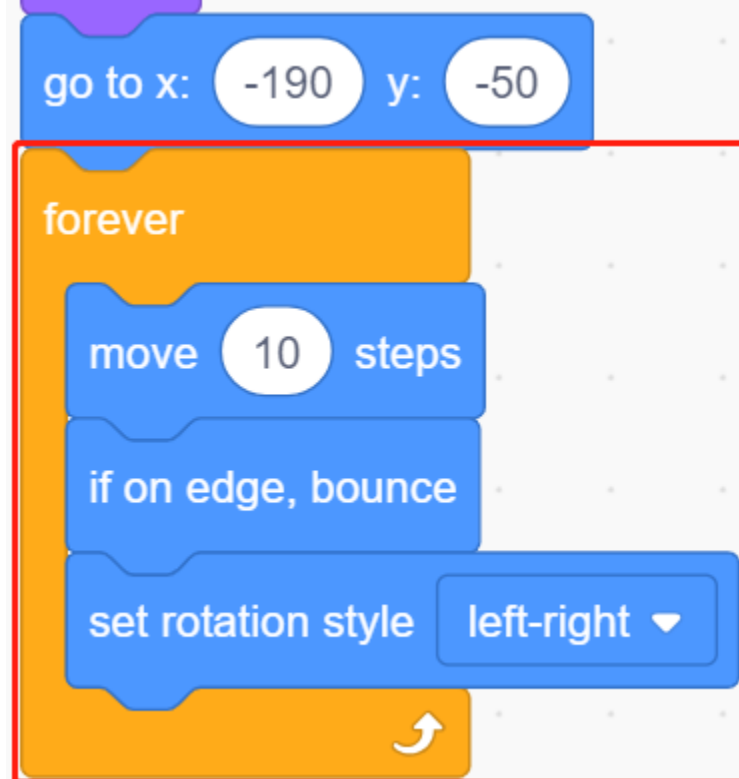 go to x: -190 y: -50
forever
move 10 steps
if on edge, bounce
set rotation style left-right